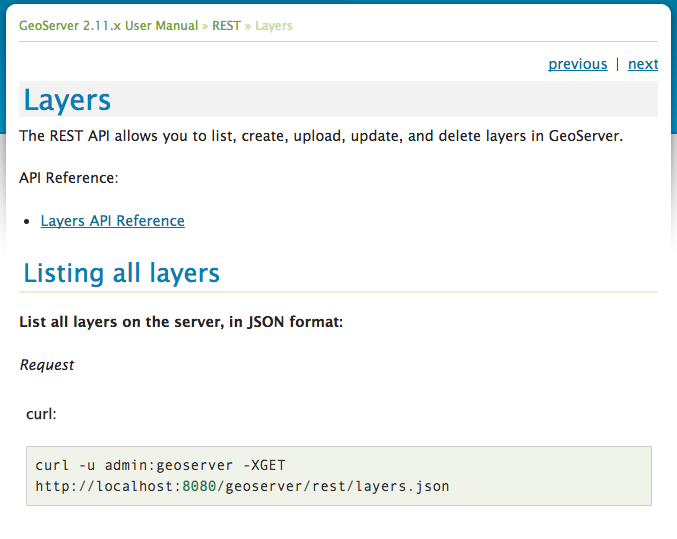 GeoServer 2.11.x User Manual » REST » Layers
previous | next
Layers
The REST API allows you to list, create, upload, update, and delete layers in GeoServer.
API Reference:
• Layers API Reference
Listing all layers
List all layers on the server, in JSON format:
Request
curl:
curl -u admin:geoserver -XGET
http://localhost:8080/geoserver/rest/layers.json